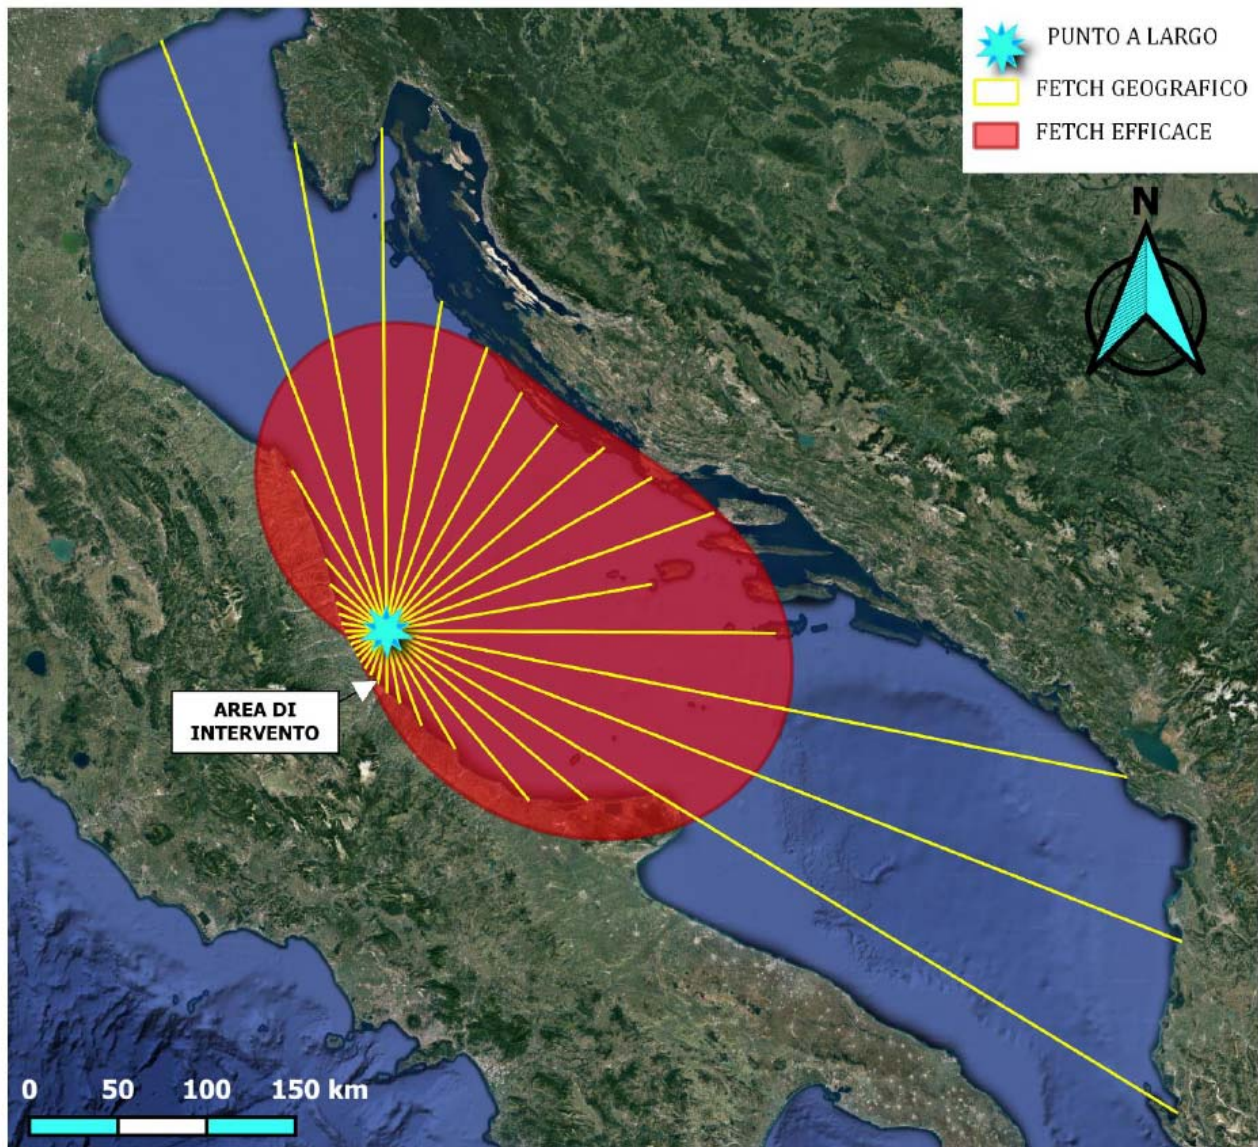 PUNTO A LARGO
FETCH GEOGRAFICO
FETCH EFFICACE
N
AREA DI
INTERVENTO
0 50 100 150 km